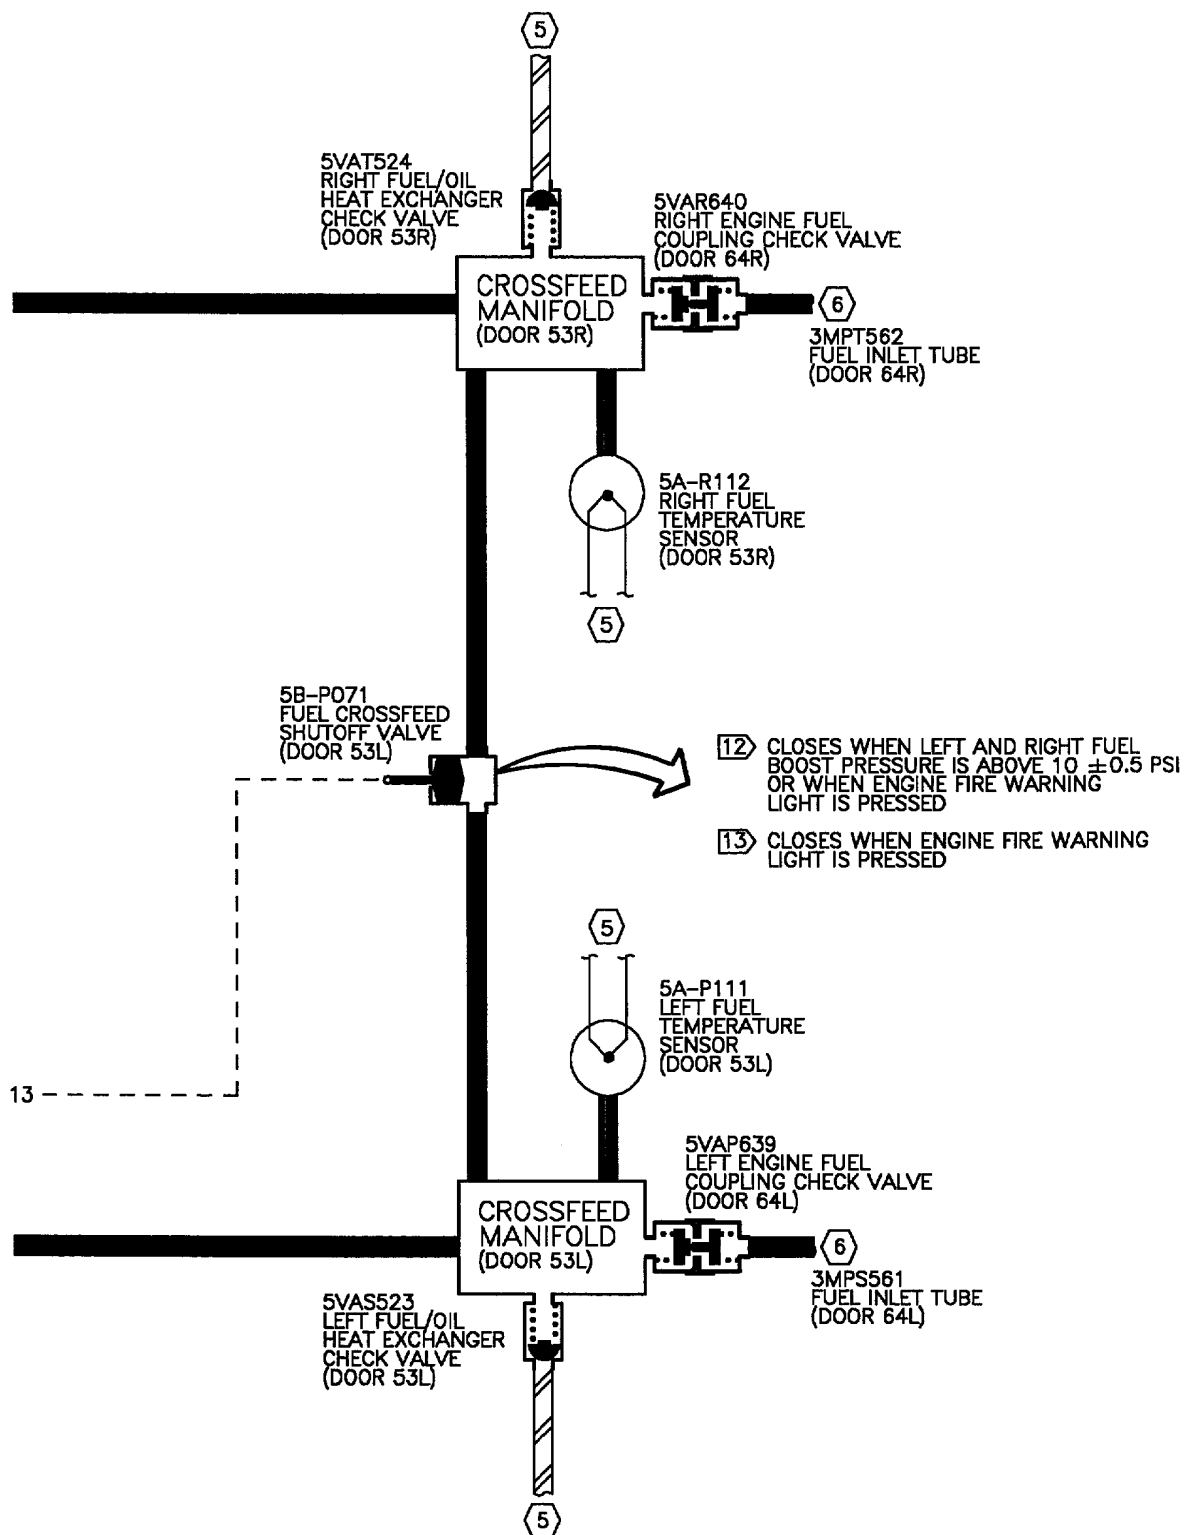 5
5VAT524
RIGHT FUEL/OIL
HEAT EXCHANGER
CHECK VALVE
(DOOR 53R)
5VAR640
RIGHT ENGINE FUEL
COUPLING CHECK VALVE
(DOOR 64R)
CROSSFEED
MANIFOLD
(DOOR 53R)
6
3MPT562
FUEL INLET TUBE
(DOOR 64R)
5A-R112
RIGHT FUEL
TEMPERATURE
SENSOR
(DOOR 53R)
5
5B-P071
FUEL CROSSFEED
SHUTOFF VALVE
(DOOR 53L)
12 CLOSES WHEN LEFT AND RIGHT FUEL
BOOST PRESSURE IS ABOVE 10 ±0.5 PSI
OR WHEN ENGINE FIRE WARNING
LIGHT IS PRESSED
13 CLOSES WHEN ENGINE FIRE WARNING
LIGHT IS PRESSED
5
5A-P111
LEFT FUEL
TEMPERATURE
SENSOR
(DOOR 53L)
13
5VAP639
LEFT ENGINE FUEL
COUPLING CHECK VALVE
(DOOR 64L)
CROSSFEED
MANIFOLD
(DOOR 53L)
6
3MPS561
FUEL INLET TUBE
(DOOR 64L)
5VAS523
LEFT FUEL/OIL
HEAT EXCHANGER
CHECK VALVE
(DOOR 53L)
5